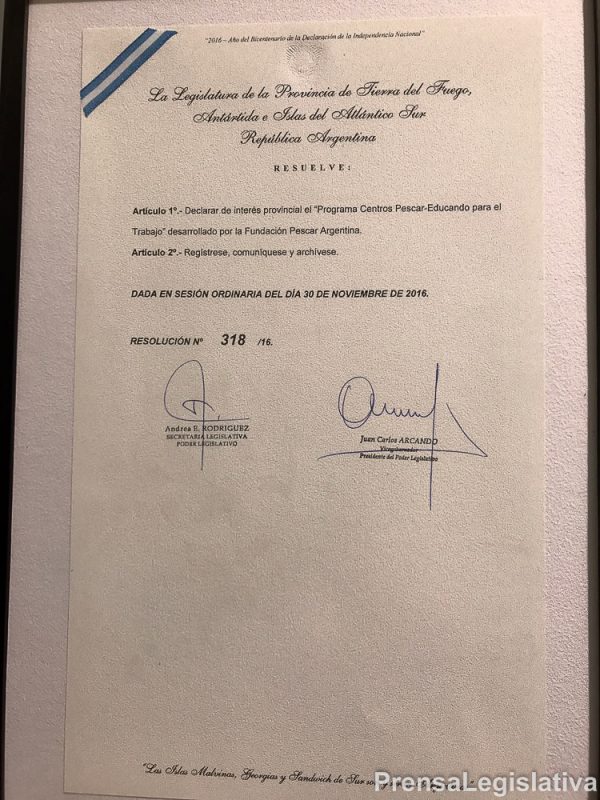 "2016 - Año del Bicentenario de la Declaración de la Independencia Nacional"
La Legislatura de la Provincia de Tierra del Fuego,
Antártida e Islas del Atlántico Sur
República Argentina
RESUELVE:
Artículo 1º.- Declarar de interés provincial el "Programa Centros Pescar-Educando para el
Trabajo" desarrollado por la Fundación Pescar Argentina.
Artículo 2º.- Regístrese, comuníquese y archívese.
DADA EN SESIÓN ORDINARIA DEL DÍA 30 DE NOVIEMBRE DE 2016.
RESOLUCIÓN Nº 318 /16.
Andrea E. RODRIGUEZ
SECRETARIA LEGISLATIVA
PODER LEGISLATIVO
Juan Carlos ARCANDO
Vicegobernador
Presidente del Poder Legislativo
"Las Islas Malvinas, Georgias y Sandwich de Sur son
PrensaLegislativa